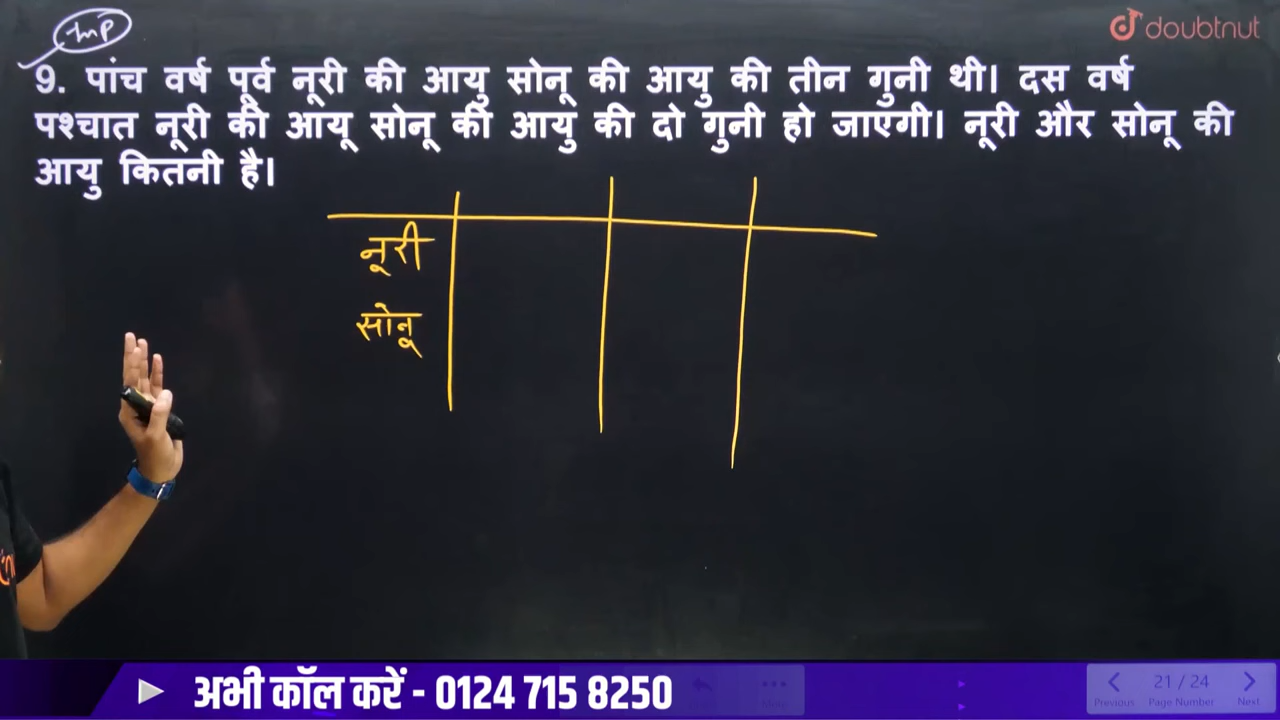 Imp
doubtnut
9. पांच वर्ष पूर्व नूरी की आयु सोनू की आयु की तीन गुनी थी। दस वर्ष
पश्चात नूरी की आयू सोनू की आयु की दो गुनी हो जाएगी। नूरी और सोनू की
आयु कितनी है।
नूरी
सोनू
अभी कॉल करें - 0124 715 8250
21 / 24
Previous Page Number Next